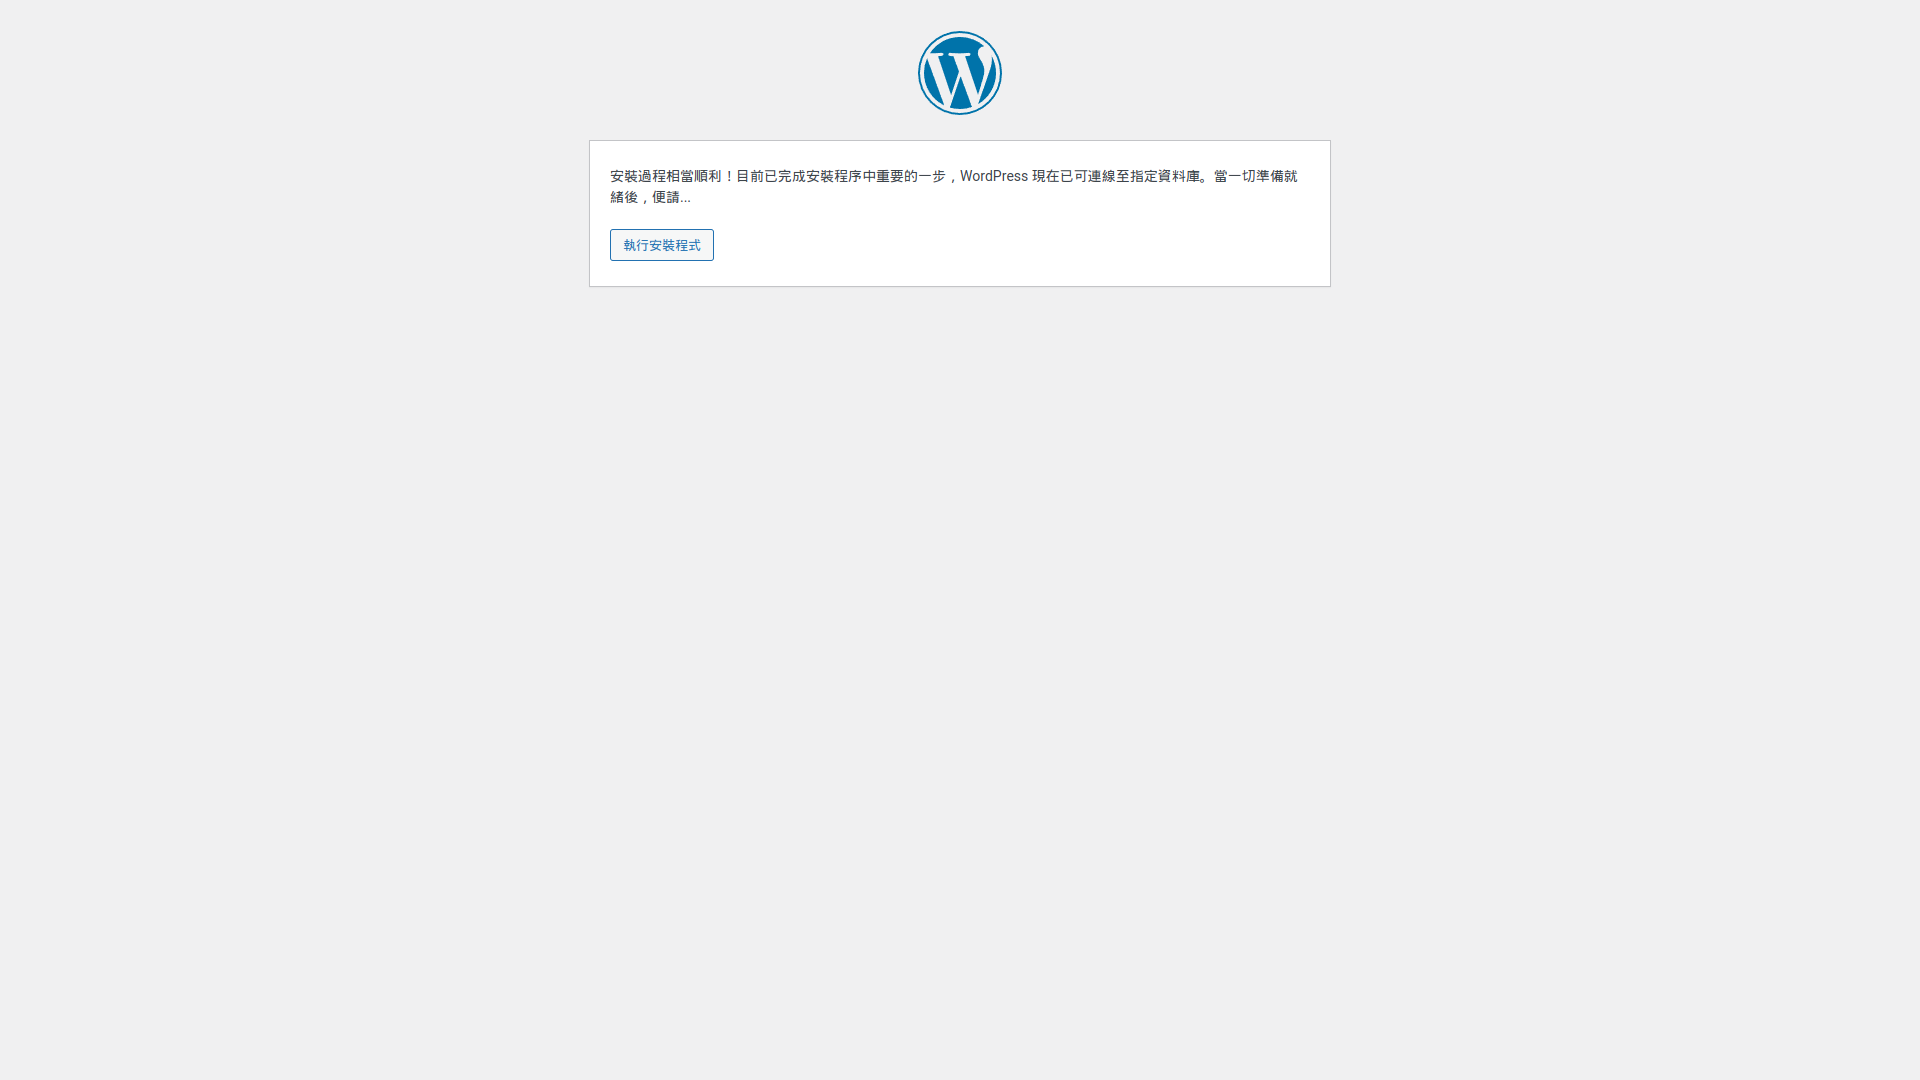 安裝過程相當順利！目前已完成安裝程序中重要的一步，WordPress 現在已可連線至指定資料庫。當一切準備就
緒後，便請...
執行安裝程式